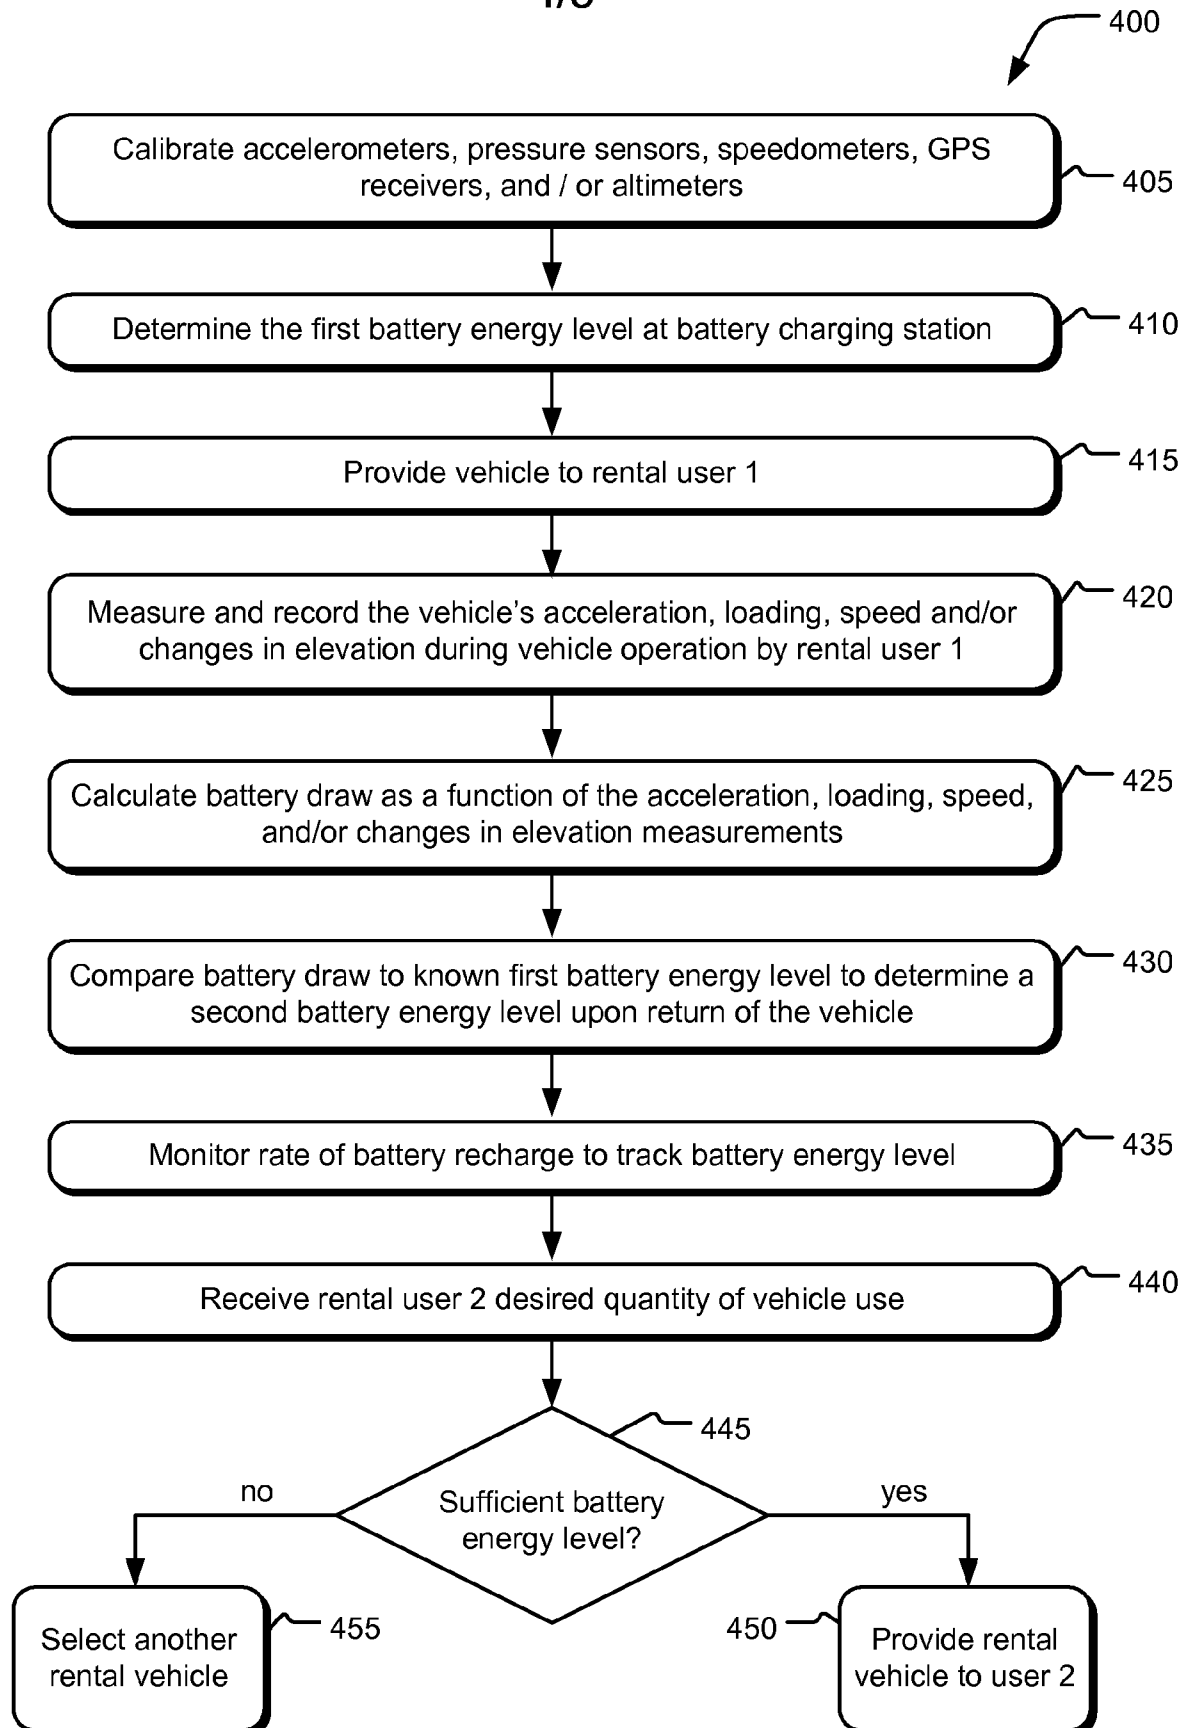 400
Calibrate accelerometers, pressure sensors, speedometers, GPS
receivers, and / or altimeters
405
Determine the first battery energy level at battery charging station
410
Provide vehicle to rental user 1
415
Measure and record the vehicle's acceleration, loading, speed and/or
changes in elevation during vehicle operation by rental user 1
420
Calculate battery draw as a function of the acceleration, loading, speed,
and/or changes in elevation measurements
425
Compare battery draw to known first battery energy level to determine a
second battery energy level upon return of the vehicle
430
Monitor rate of battery recharge to track battery energy level
435
Receive rental user 2 desired quantity of vehicle use
440
445
Sufficient battery
energy level?
no
yes
Select another
rental vehicle
455
450
Provide rental
vehicle to user 2